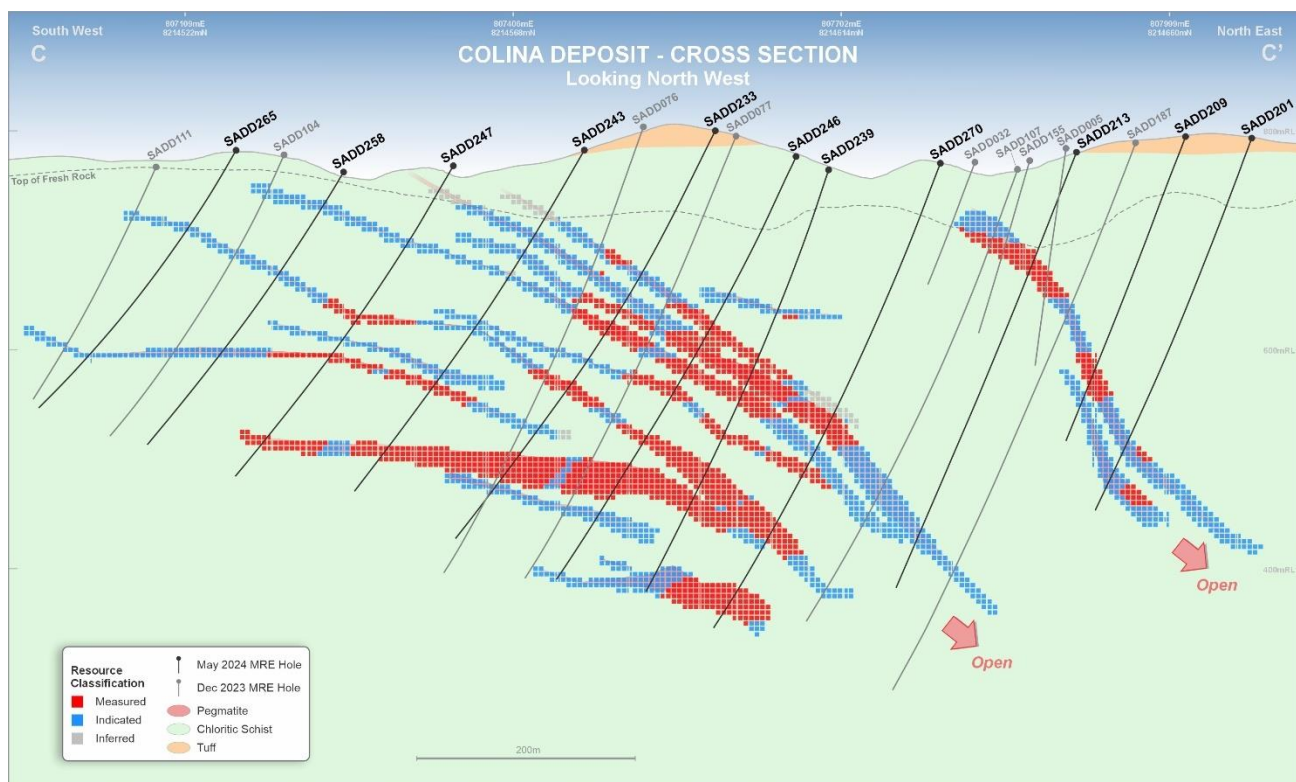 South West
C
807109mE
8214522mN
807408mE
8214568mN
807702mE
8214614mN
807999mE
8214660mN
North East
C'
COLINA DEPOSIT - CROSS SECTION
Looking North West
SADD111
SADD265
SADD104
SADD258
SADD247
SADD243
SADD076
SADD233
SADD077
SADD246
SADD239
SADD270
SADD032
SADD107
SADD155
SADD005
SADD213
SADD187
SADD209
SADD201
800mRL
Top of Fresh Rock
600mRL
400mRL
Open
Open
Resource
Classification
Measured
Indicated
Inferred
May 2024 MRE Hole
Dec 2023 MRE Hole
Pegmatite
Chloritic Schist
Tuff
200m